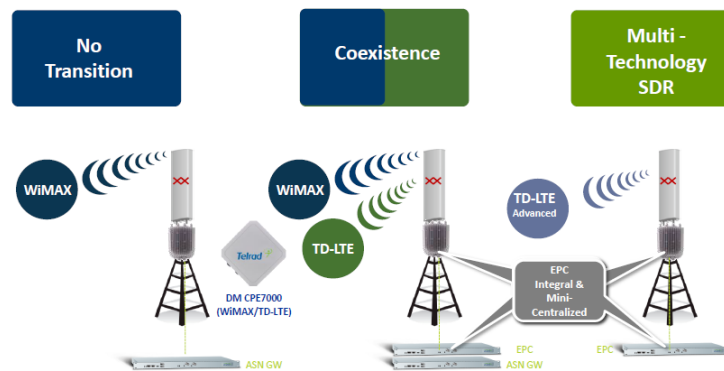 No
Transition
Coexistence
Multi -
Technology
SDR
WiMAX
WiMAX
TD-LTE
TD-LTE
Advanced
Telrad
DM CPE7000
(WiMAX/TD-LTE)
EPC
Integral &
Mini-
Centralized
ASN GW
EPC
ASN GW
EPC